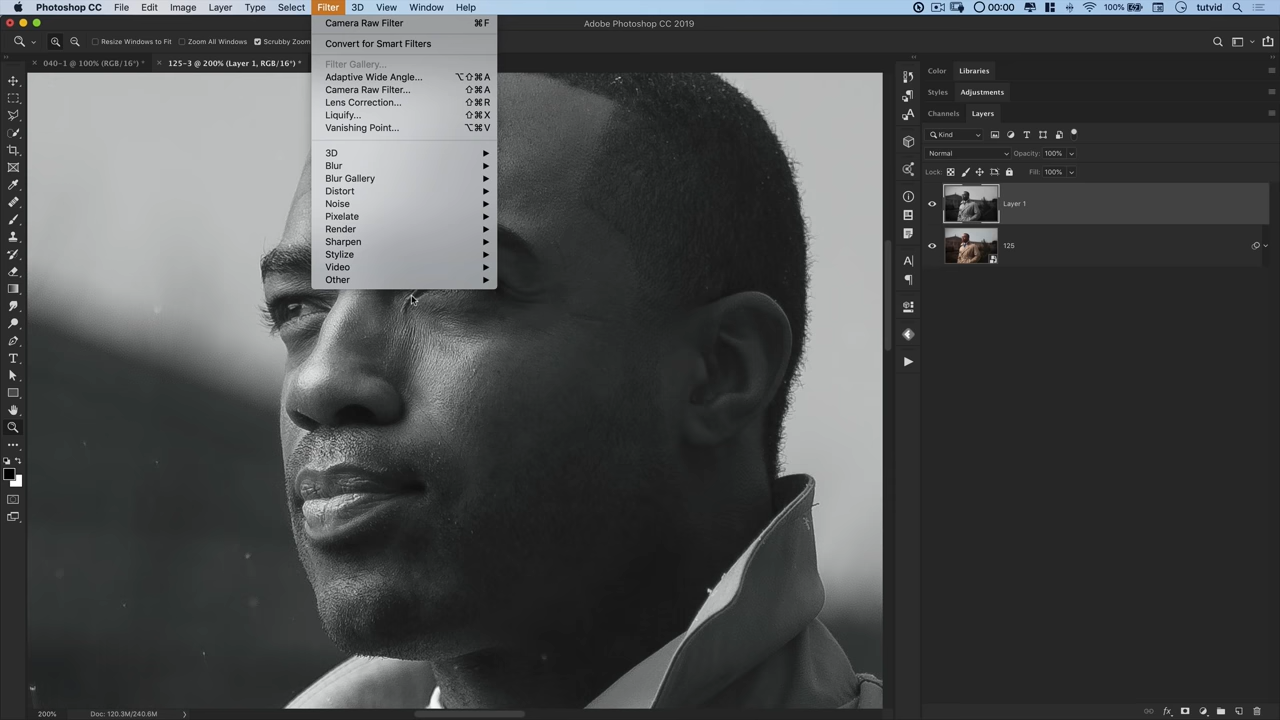 Photoshop CC File Edit Image Layer Type Select Filter 3D View Window Help 00:00 100% tutvid
Adobe Photoshop CC 2019
Resize Windows to Fit Zoom All Windows Scrubby Zoom
040-1 @ 100% (RGB/16*) * 125-3 @ 200% (Layer 1, RGB/16*) *
Camera Raw Filter ⌘F
Convert for Smart Filters
Filter Gallery...
Adaptive Wide Angle... ⌥⇧⌘A
Camera Raw Filter... ⇧⌘A
Lens Correction... ⇧⌘R
Liquify... ⇧⌘X
Vanishing Point... ⌥⌘V
3D
Blur
Blur Gallery
Distort
Noise
Pixelate
Render
Sharpen
Stylize
Video
Other
Color Libraries
Styles Adjustments
Channels Layers
Kind
Normal Opacity: 100%
Lock: Fill: 100%
Layer 1
125
200% Doc: 120.3M/240.6M